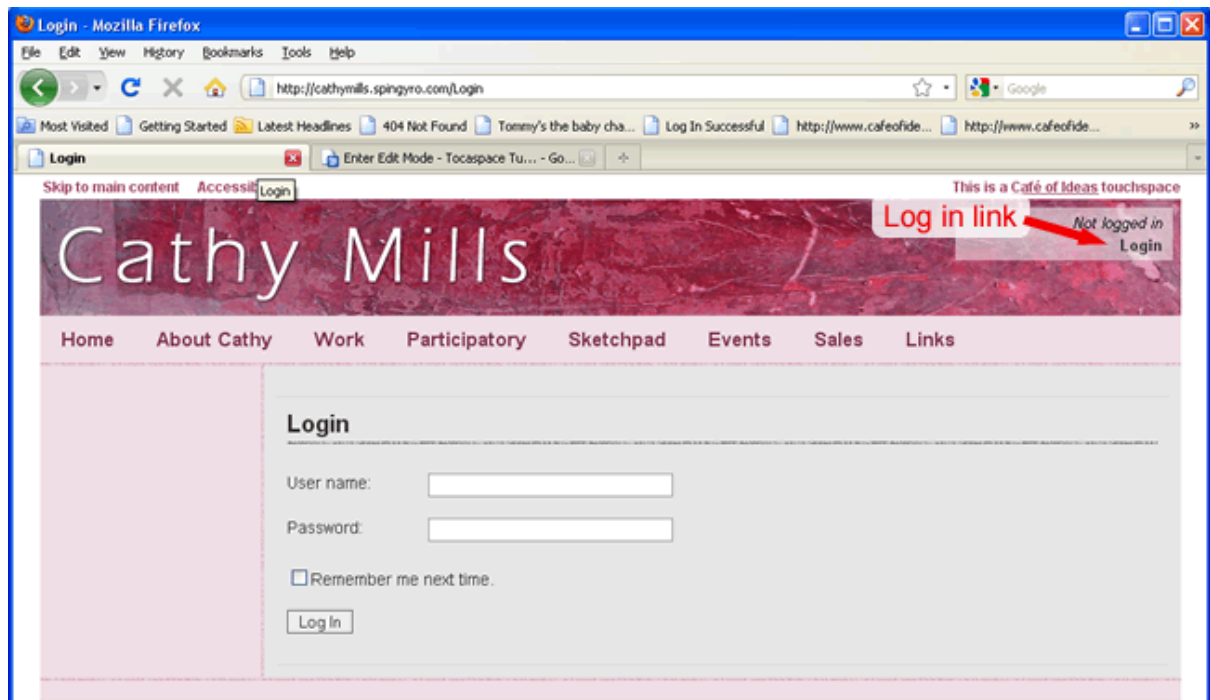 Login - Mozilla Firefox
File Edit View History Bookmarks Tools Help
http://cathymills.spingyro.com/Login Google
Most Visited Getting Started Latest Headlines 404 Not Found Tommy's the baby cha... Log In Successful http://www.cafeofide... http://www.cafeofide... »
Login Enter Edit Mode - Tocaspace Tu... - Go...
Skip to main content Accessib This is a Café of Ideas touchspace
Login
Log in link Not logged in
Login
Cathy Mills
Home About Cathy Work Participatory Sketchpad Events Sales Links
Login
User name:
Password:
Remember me next time.
Log In